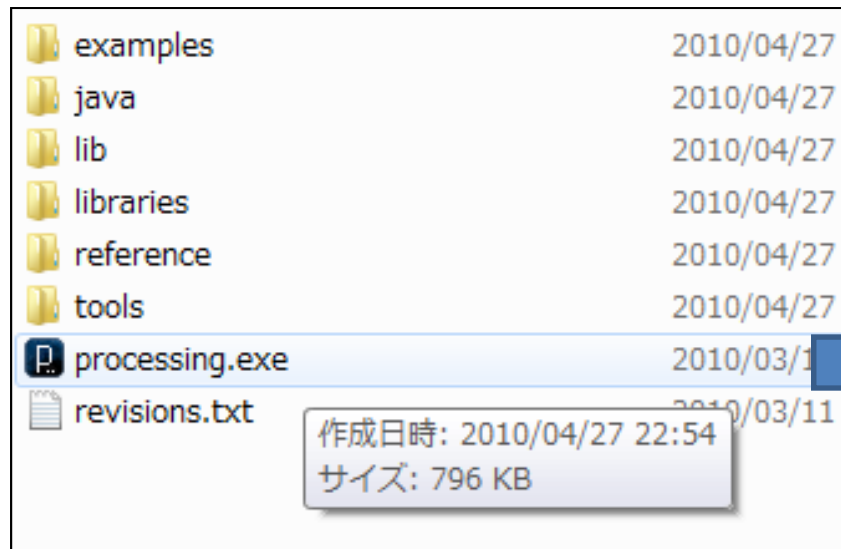 examples 2010/04/27
java 2010/04/27
lib 2010/04/27
libraries 2010/04/27
reference 2010/04/27
tools 2010/04/27
processing.exe 2010/03/1
revisions.txt 2010/03/11
作成日時: 2010/04/27 22:54
サイズ: 796 KB